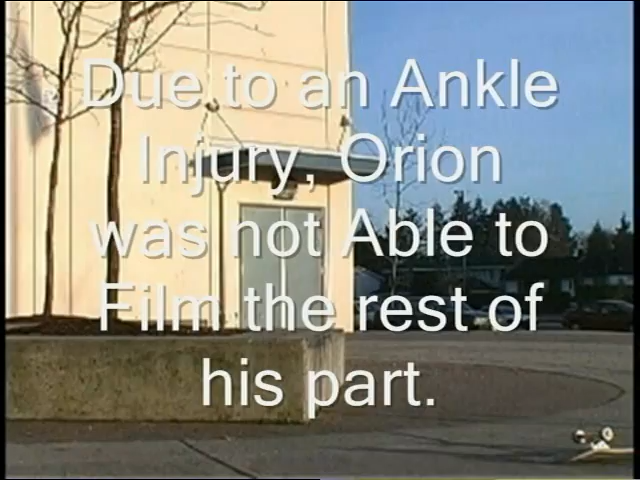 Due to an Ankle
Injury, Orion
was not Able to
Film the rest of
his part.